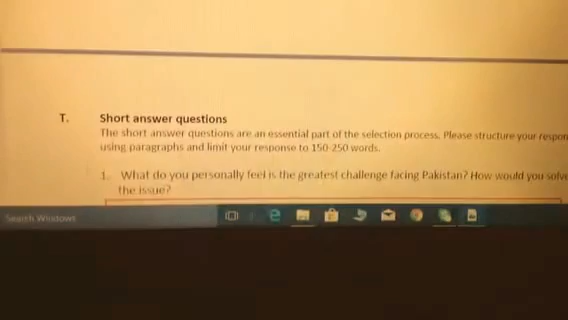 T. Short answer questions
The short answer questions are an essential part of the selection process. Please structure your respon
using paragraphs and limit your response to 150-250 words.
1. What do you personally feel is the greatest challenge facing Pakistan? How would you solve
the issue?
Search Windows